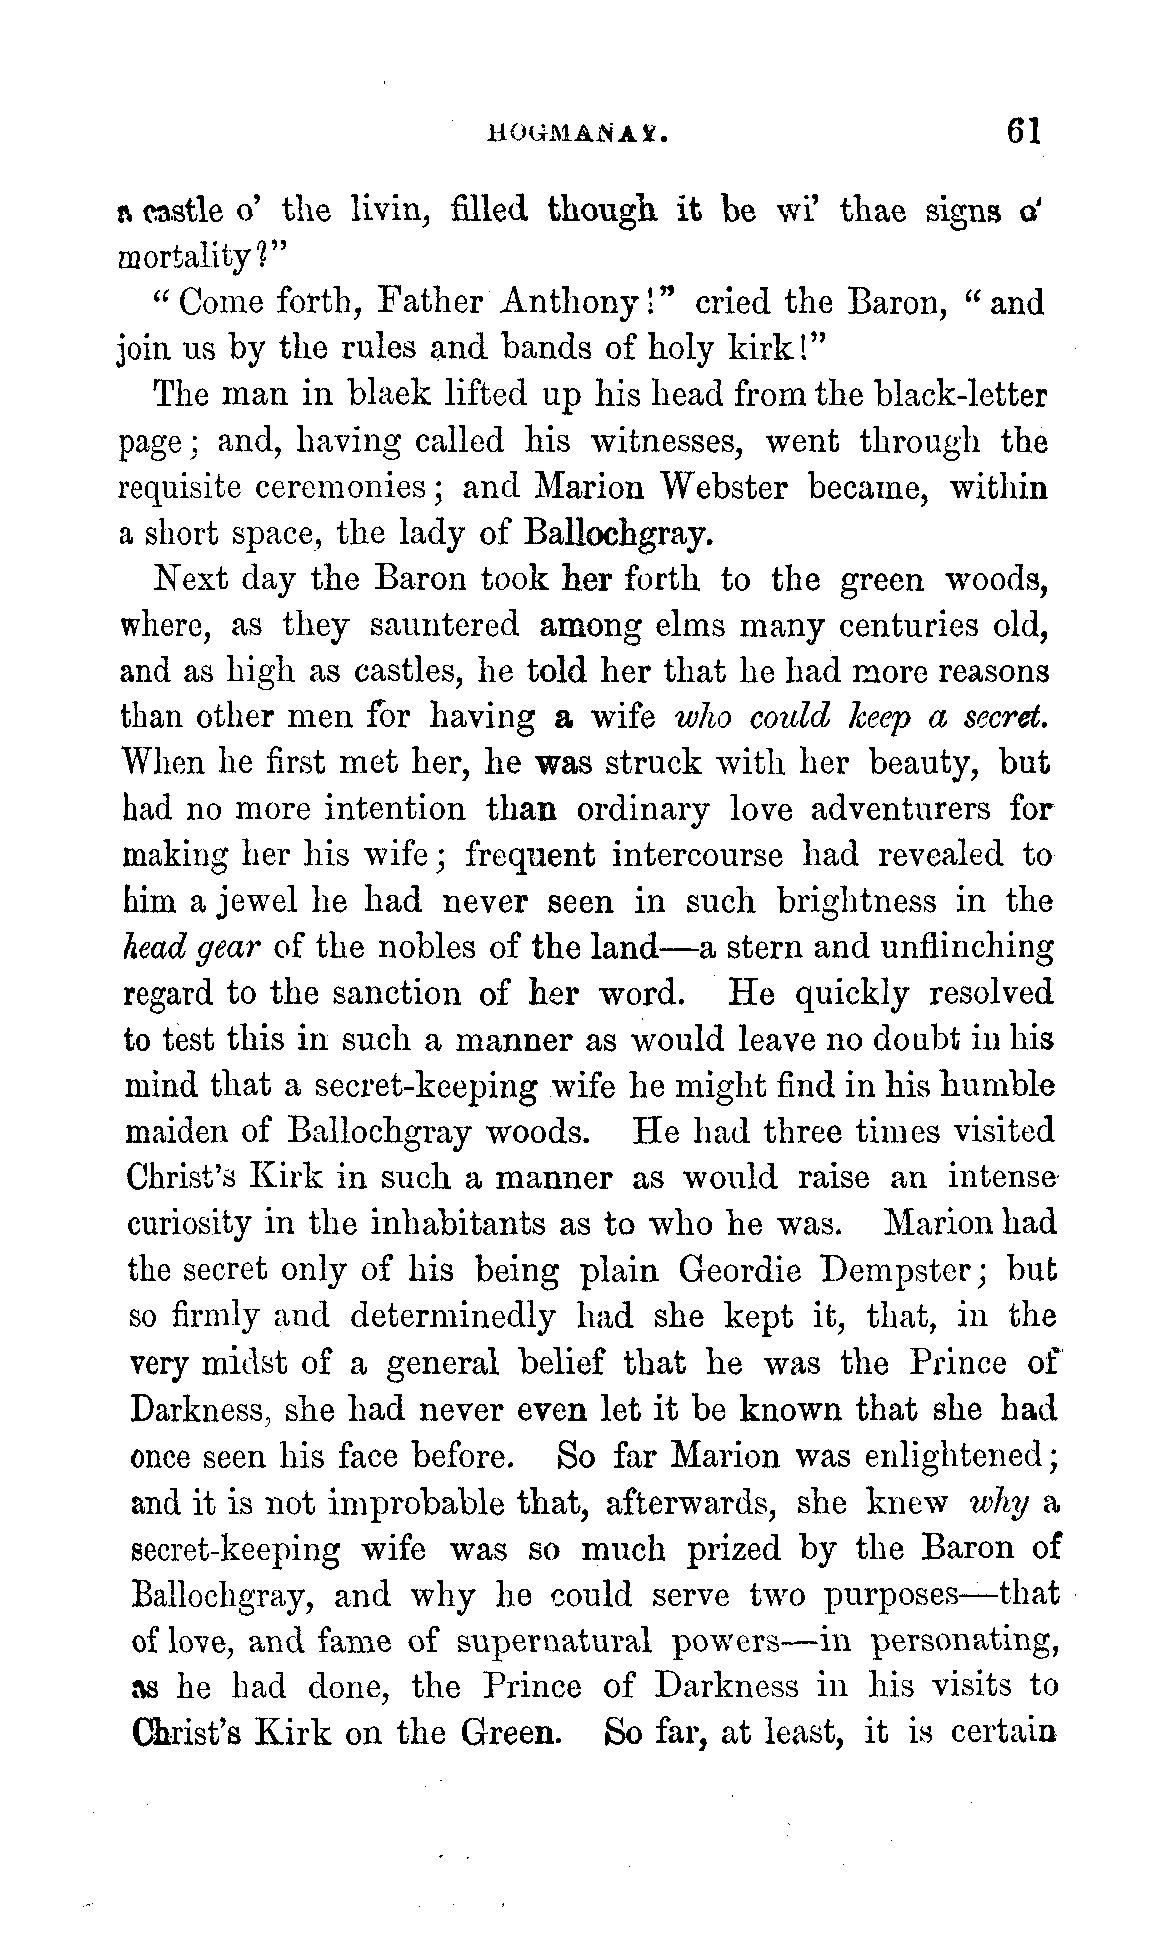 HOGMANAY. 61
a castle o' the livin, filled though it be wi' thae signs o'
mortality?"
"Come forth, Father Anthony!" cried the Baron, "and
join us by the rules and bands of holy kirk!"
The man in black lifted up his head from the black-letter
page; and, having called his witnesses, went through the
requisite ceremonies; and Marion Webster became, within
a short space, the lady of Ballochgray.
Next day the Baron took her forth to the green woods,
where, as they sauntered among elms many centuries old,
and as high as castles, he told her that he had more reasons
than other men for having a wife who could keep a secret.
When he first met her, he was struck with her beauty, but
had no more intention than ordinary love adventurers for
making her his wife; frequent intercourse had revealed to
him a jewel he had never seen in such brightness in the
head gear of the nobles of the land—a stern and unflinching
regard to the sanction of her word. He quickly resolved
to test this in such a manner as would leave no doubt in his
mind that a secret-keeping wife he might find in his humble
maiden of Ballochgray woods. He had three times visited
Christ's Kirk in such a manner as would raise an intense
curiosity in the inhabitants as to who he was. Marion had
the secret only of his being plain Geordie Dempster; but
so firmly and determinedly had she kept it, that, in the
very midst of a general belief that he was the Prince of
Darkness, she had never even let it be known that she had
once seen his face before. So far Marion was enlightened;
and it is not improbable that, afterwards, she knew why a
secret-keeping wife was so much prized by the Baron of
Ballochgray, and why he could serve two purposes—that
of love, and fame of supernatural powers—in personating,
as he had done, the Prince of Darkness in his visits to
Christ's Kirk on the Green. So far, at least, it is certain